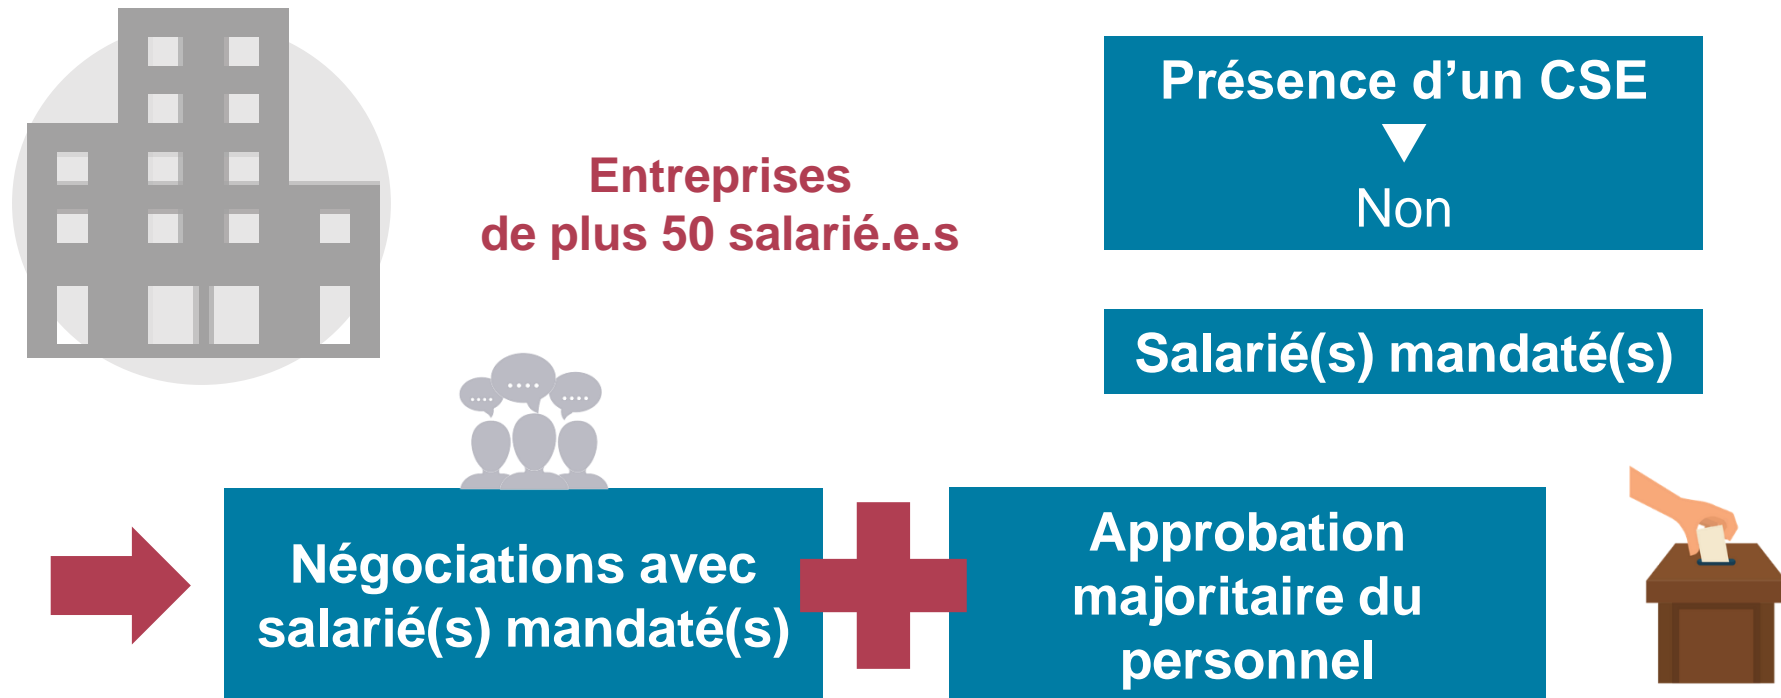 Entreprises
de plus 50 salarié.e.s
Présence d’un CSE
Non
Salarié(s) mandaté(s)
Négociations avec
salarié(s) mandaté(s)
Approbation
majoritaire du
personnel